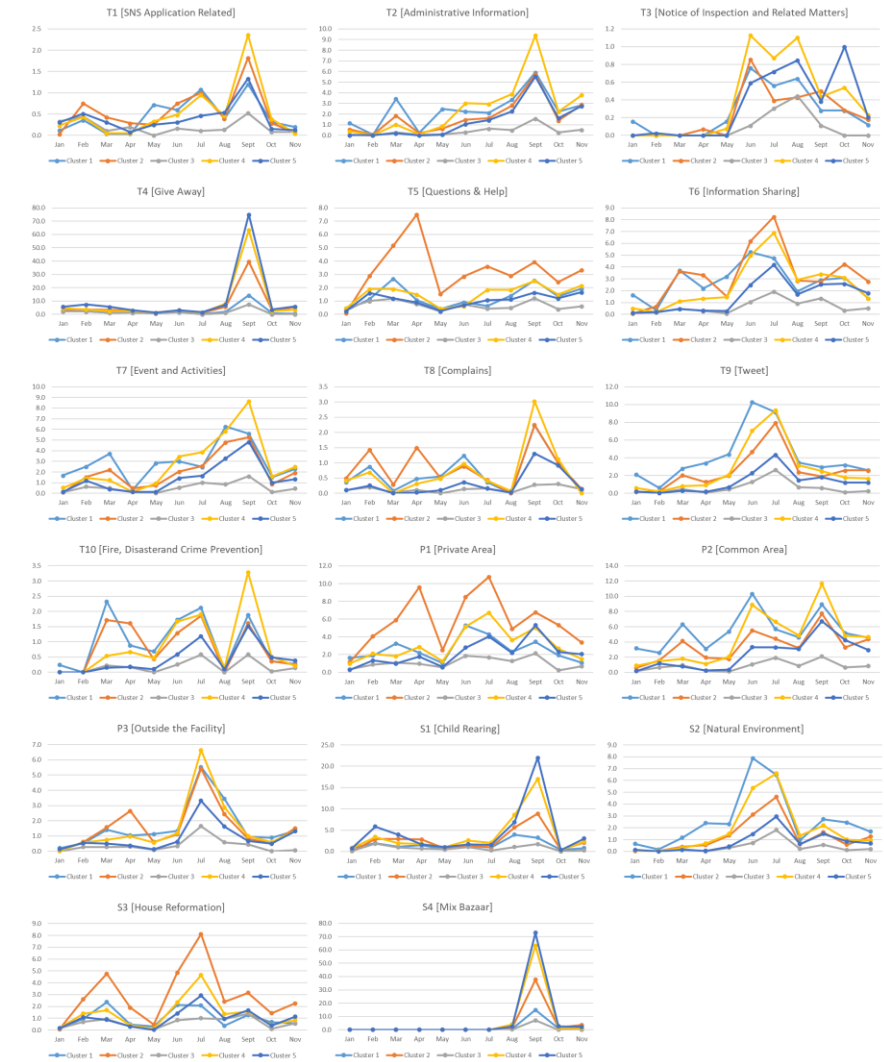 T1 [SNS Application Related]
2.5
2.0
1.5
1.0
0.5
0.0
Jan Feb Mar Apr May Jun July Aug Sept Oct Nov
Cluster 1 Cluster 2 Cluster 3 Cluster 4 Cluster 5
T2 [Administrative Information]
10.0
9.0
8.0
7.0
6.0
5.0
4.0
3.0
2.0
1.0
0.0
Jan Feb Mar Apr May Jun July Aug Sept Oct Nov
Cluster 1 Cluster 2 Cluster 3 Cluster 4 Cluster 5
T3 [Notice of Inspection and Related Matters]
1.2
1.0
0.8
0.6
0.4
0.2
0.0
Jan Feb Mar Apr May Jun July Aug Sept Oct Nov
Cluster 1 Cluster 2 Cluster 3 Cluster 4 Cluster 5
T4 [Give Away]
80.0
70.0
60.0
50.0
40.0
30.0
20.0
10.0
0.0
Jan Feb Mar Apr May Jun July Aug Sept Oct Nov
Cluster 1 Cluster 2 Cluster 3 Cluster 4 Cluster 5
T5 [Questions & Help]
8.0
7.0
6.0
5.0
4.0
3.0
2.0
1.0
0.0
Jan Feb Mar Apr May Jun July Aug Sept Oct Nov
Cluster 1 Cluster 2 Cluster 3 Cluster 4 Cluster 5
T6 [Information Sharing]
9.0
8.0
7.0
6.0
5.0
4.0
3.0
2.0
1.0
0.0
Jan Feb Mar Apr May Jun July Aug Sept Oct Nov
Cluster 1 Cluster 2 Cluster 3 Cluster 4 Cluster 5
T7 [Event and Activities]
10.0
9.0
8.0
7.0
6.0
5.0
4.0
3.0
2.0
1.0
0.0
Jan Feb Mar Apr May Jun July Aug Sept Oct Nov
Cluster 1 Cluster 2 Cluster 3 Cluster 4 Cluster 5
T8 [Complains]
3.5
3.0
2.5
2.0
1.5
1.0
0.5
0.0
Jan Feb Mar Apr May Jun July Aug Sept Oct Nov
Cluster 1 Cluster 2 Cluster 3 Cluster 4 Cluster 5
T9 [Tweet]
12.0
10.0
8.0
6.0
4.0
2.0
0.0
Jan Feb Mar Apr May Jun July Aug Sept Oct Nov
Cluster 1 Cluster 2 Cluster 3 Cluster 4 Cluster 5
T10 [Fire, Disasterand Crime Prevention]
3.5
3.0
2.5
2.0
1.5
1.0
0.5
0.0
Jan Feb Mar Apr May Jun July Aug Sept Oct Nov
Cluster 1 Cluster 2 Cluster 3 Cluster 4 Cluster 5
P1 [Private Area]
12.0
10.0
8.0
6.0
4.0
2.0
0.0
Jan Feb Mar Apr May Jun July Aug Sept Oct Nov
Cluster 1 Cluster 2 Cluster 3 Cluster 4 Cluster 5
P2 [Common Area]
14.0
12.0
10.0
8.0
6.0
4.0
2.0
0.0
Jan Feb Mar Apr May Jun July Aug Sept Oct Nov
Cluster 1 Cluster 2 Cluster 3 Cluster 4 Cluster 5
P3 [Outside the Facility]
7.0
6.0
5.0
4.0
3.0
2.0
1.0
0.0
Jan Feb Mar Apr May Jun July Aug Sept Oct Nov
Cluster 1 Cluster 2 Cluster 3 Cluster 4 Cluster 5
S1 [Child Rearing]
25.0
20.0
15.0
10.0
5.0
0.0
Jan Feb Mar Apr May Jun July Aug Sept Oct Nov
Cluster 1 Cluster 2 Cluster 3 Cluster 4 Cluster 5
S2 [Natural Environment]
9.0
8.0
7.0
6.0
5.0
4.0
3.0
2.0
1.0
0.0
Jan Feb Mar Apr May Jun July Aug Sept Oct Nov
Cluster 1 Cluster 2 Cluster 3 Cluster 4 Cluster 5
S3 [House Reformation]
9.0
8.0
7.0
6.0
5.0
4.0
3.0
2.0
1.0
0.0
Jan Feb Mar Apr May Jun July Aug Sept Oct Nov
Cluster 1 Cluster 2 Cluster 3 Cluster 4 Cluster 5
S4 [Mix Bazaar]
80.0
70.0
60.0
50.0
40.0
30.0
20.0
10.0
0.0
Jan Feb Mar Apr May Jun July Aug Sept Oct Nov
Cluster 1 Cluster 2 Cluster 3 Cluster 4 Cluster 5